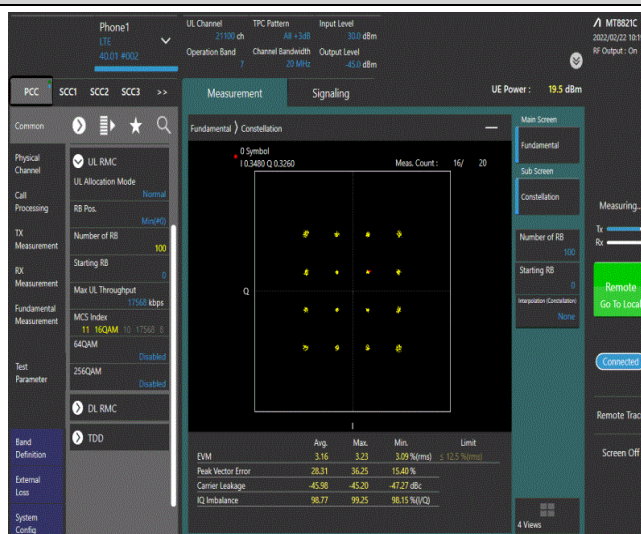 Phone1
LTE
40.01 #002
UL Channel
21100 ch
TPC Pattern
All +3dB
Input Level
30.0 dBm
Operation Band
7
Channel Bandwidth
20 MHz
Output Level
-45.0 dBm
MT8821C
2022/02/22 10:19
RF Output : On
PCC SCC1 SCC2 SCC3 >>
Measurement
Signaling
UE Power : 19.5 dBm
Common
Physical
Channel
Call
Processing
TX
Measurement
RX
Measurement
Fundamental
Measurement
Test
Parameter
Band
Definition
External
Loss
System
Config
UL RMC
UL Allocation Mode
Normal
RB Pos.
Min(#0)
Number of RB
100
Starting RB
0
Max UL Throughput
17568 kbps
MCS Index
11 16QAM 10 17568 8
64QAM
Disabled
256QAM
Disabled
DL RMC
TDD
Fundamental ❭ Constellation
0 Symbol
I 0.3480 Q 0.3260
Meas. Count : 16/ 20
Q
I
Avg. Max. Min. Limit
EVM 3.16 3.23 3.09 %(rms) ≤ 12.5 %(rms)
Peak Vector Error 28.31 36.25 15.40 %
Carrier Leakage -45.98 -45.20 -47.27 dBc
IQ Imbalance 98.77 99.25 98.15 %(I/Q)
Main Screen
Fundamental
Sub Screen
Constellation
Number of RB
100
Starting RB
0
Interpolation (Constellation)
None
4 Views
Measuring..
Tx
Rx
Remote
Go To Local
Connected
Remote Trac
Screen Off